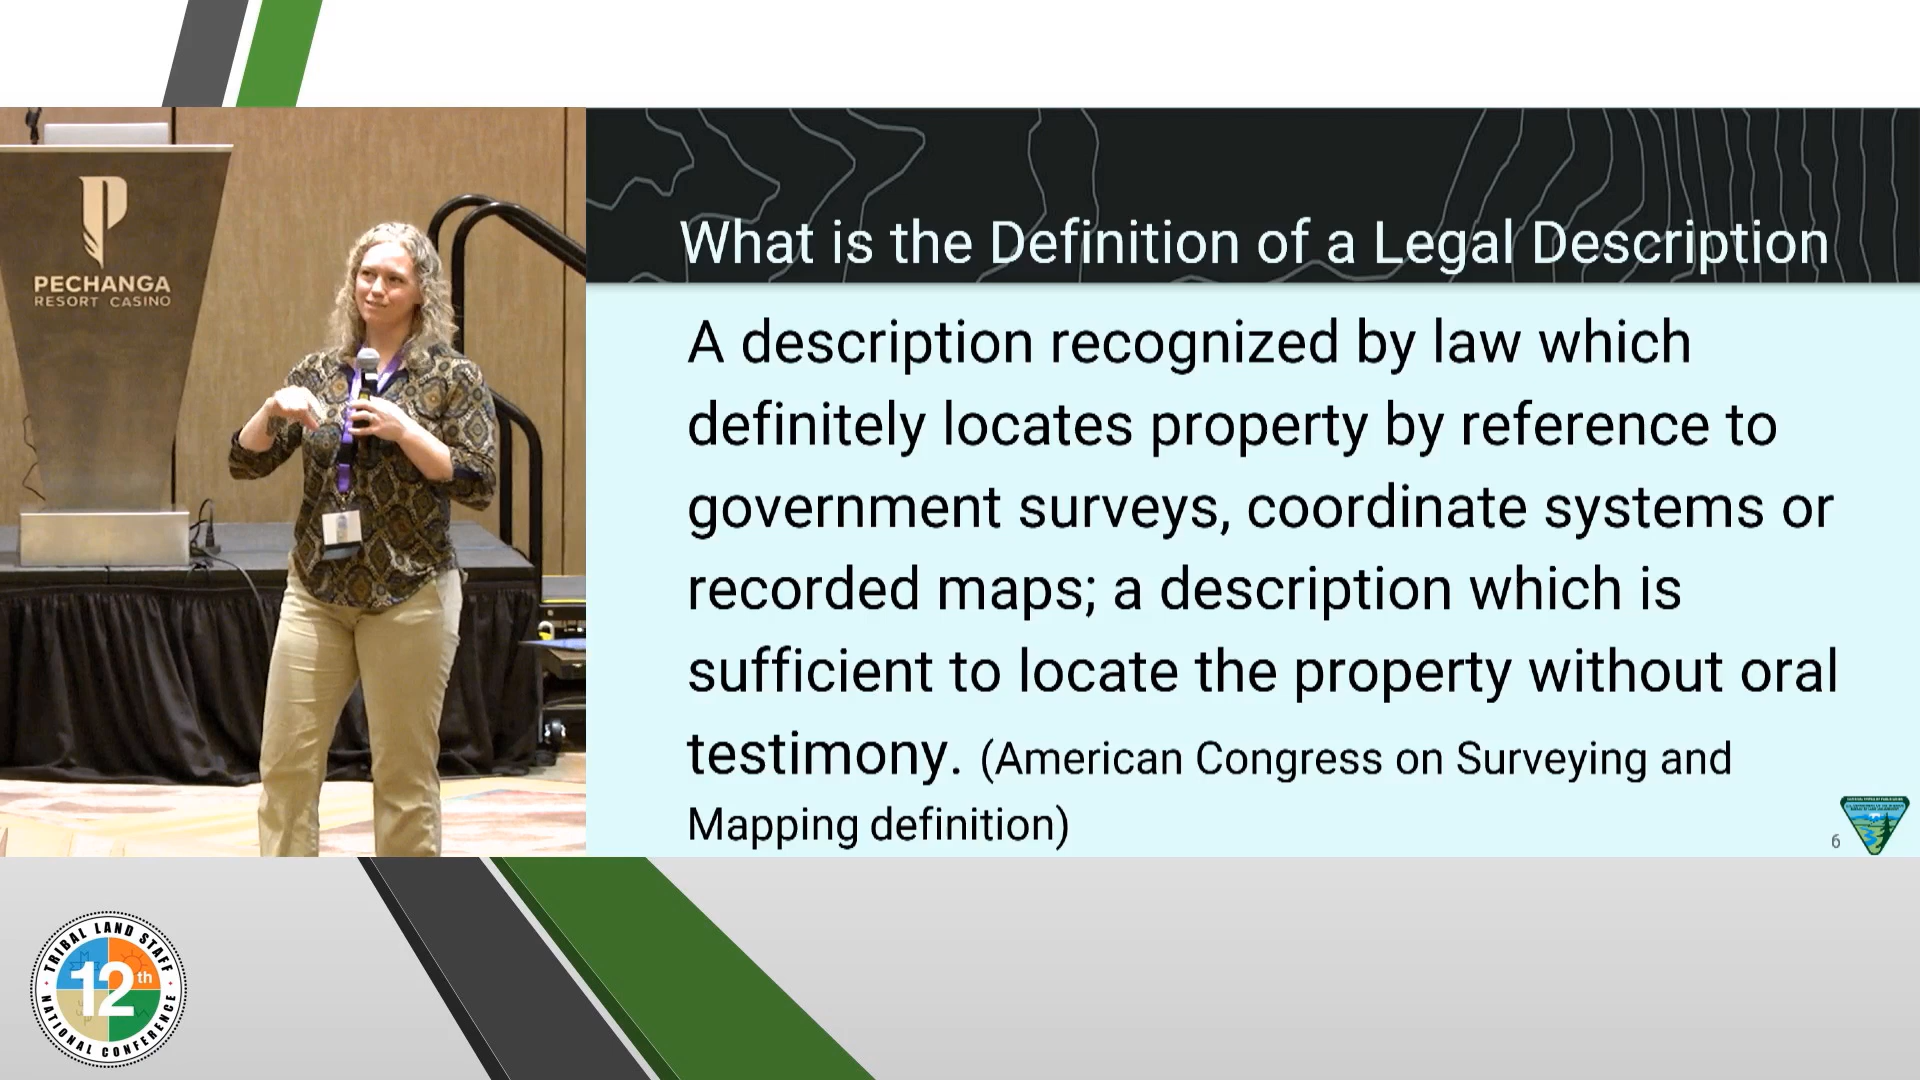 PECHANGA
RESORT CASINO
What is the Definition of a Legal Description
A description recognized by law which
definitely locates property by reference to
government surveys, coordinate systems or
recorded maps; a description which is
sufficient to locate the property without oral
testimony. (American Congress on Surveying and
Mapping definition)
6
TRIBAL LAND STAFF
12th
NATIONAL CONFERENCE